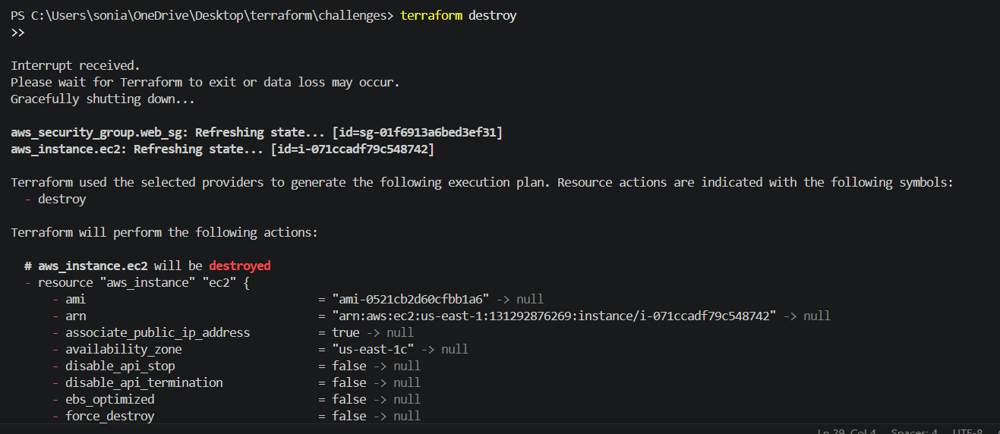 PS C:\Users\sonia\OneDrive\Desktop\terraform\challenges> terraform destroy
>>
Interrupt received.
Please wait for Terraform to exit or data loss may occur.
Gracefully shutting down...
aws_security_group.web_sg: Refreshing state... [id=sg-01f6913a6bed3ef31]
aws_instance.ec2: Refreshing state... [id=i-071ccadf79c548742]
Terraform used the selected providers to generate the following execution plan. Resource actions are indicated with the following symbols:
- destroy
Terraform will perform the following actions:
# aws_instance.ec2 will be destroyed
- resource "aws_instance" "ec2" {
- ami = "ami-0521cb2d60cfbb1a6" -> null
- arn = "arn:aws:ec2:us-east-1:131292876269:instance/i-071ccadf79c548742" -> null
- associate_public_ip_address = true -> null
- availability_zone = "us-east-1c" -> null
- disable_api_stop = false -> null
- disable_api_termination = false -> null
- ebs_optimized = false -> null
- force_destroy = false -> null
Ln 29, Col 4 Spaces: 4 UTF-8